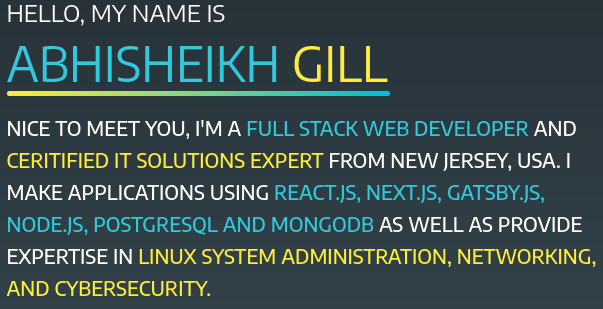 HELLO, MY NAME IS
ABHISHEIKH GILL
NICE TO MEET YOU, I'M A FULL STACK WEB DEVELOPER AND
CERITIFIED IT SOLUTIONS EXPERT FROM NEW JERSEY, USA. I
MAKE APPLICATIONS USING REACT.JS, NEXT.JS, GATSBY.JS,
NODE.JS, POSTGRESQL AND MONGODB AS WELL AS PROVIDE
EXPERTISE IN LINUX SYSTEM ADMINISTRATION, NETWORKING,
AND CYBERSECURITY.